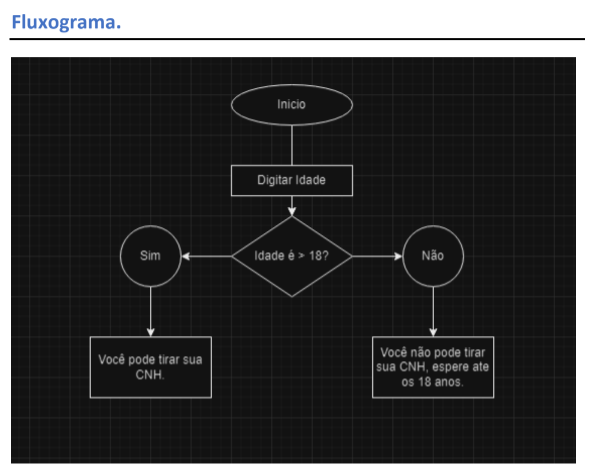 Fluxograma.
Inicio
Digitar Idade
Sim
Idade é > 18?
Não
Você pode tirar sua
CNH.
Você não pode tirar
sua CNH, espere ate
os 18 anos.